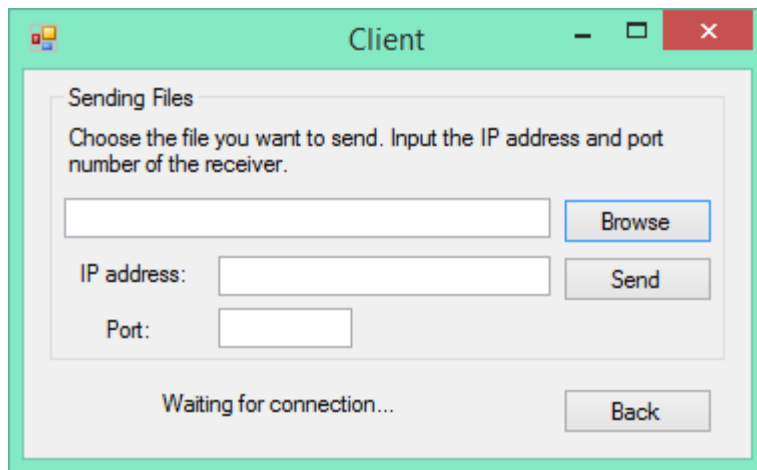 Client
Sending Files
Choose the file you want to send. Input the IP address and port
number of the receiver.
Browse
IP address:
Send
Port:
Waiting for connection...
Back